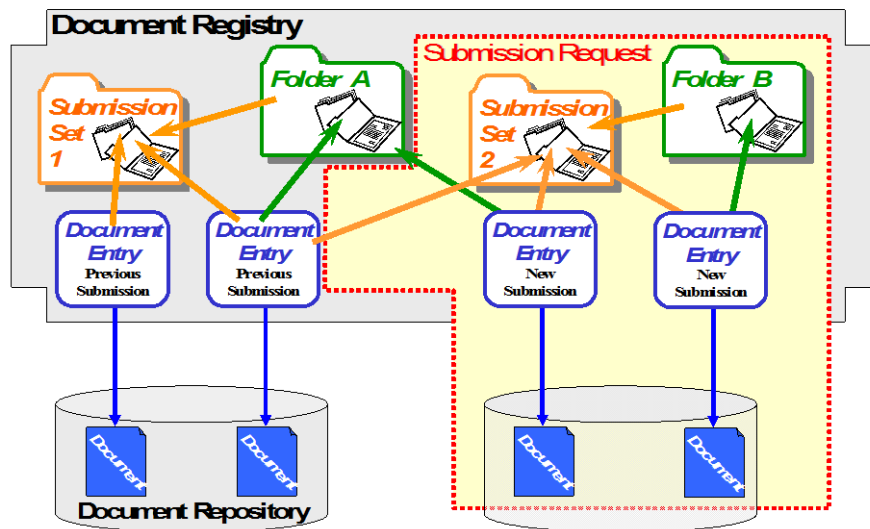 Document Registry
Submission Request
Folder A
Folder B
Submission
Set
1
Submission
Set
2
Document
Entry
Previous
Submission
Document
Entry
Previous
Submission
Document
Entry
New
Submission
Document
Entry
New
Submission
Document
Document
Document
Document
Document Repository